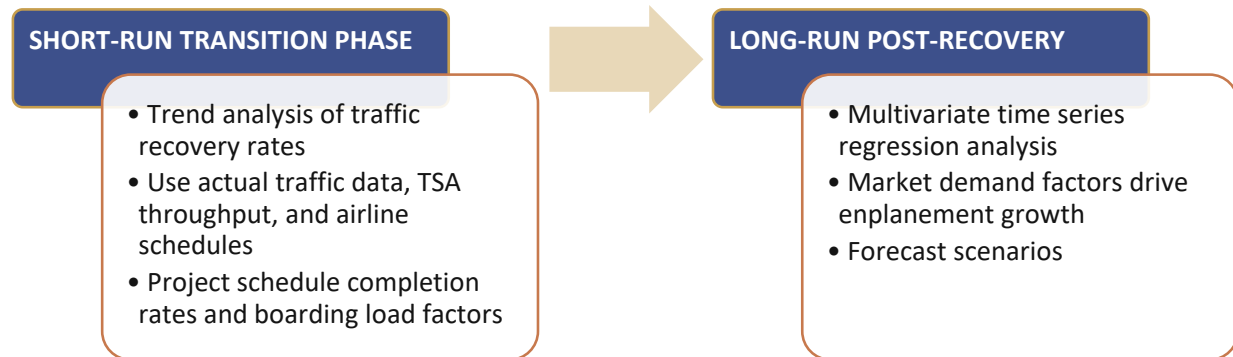 SHORT-RUN TRANSITION PHASE
• Trend analysis of traffic
recovery rates
• Use actual traffic data, TSA
throughput, and airline
schedules
• Project schedule completion
rates and boarding load factors
LONG-RUN POST-RECOVERY
• Multivariate time series
regression analysis
• Market demand factors drive
enplanement growth
• Forecast scenarios